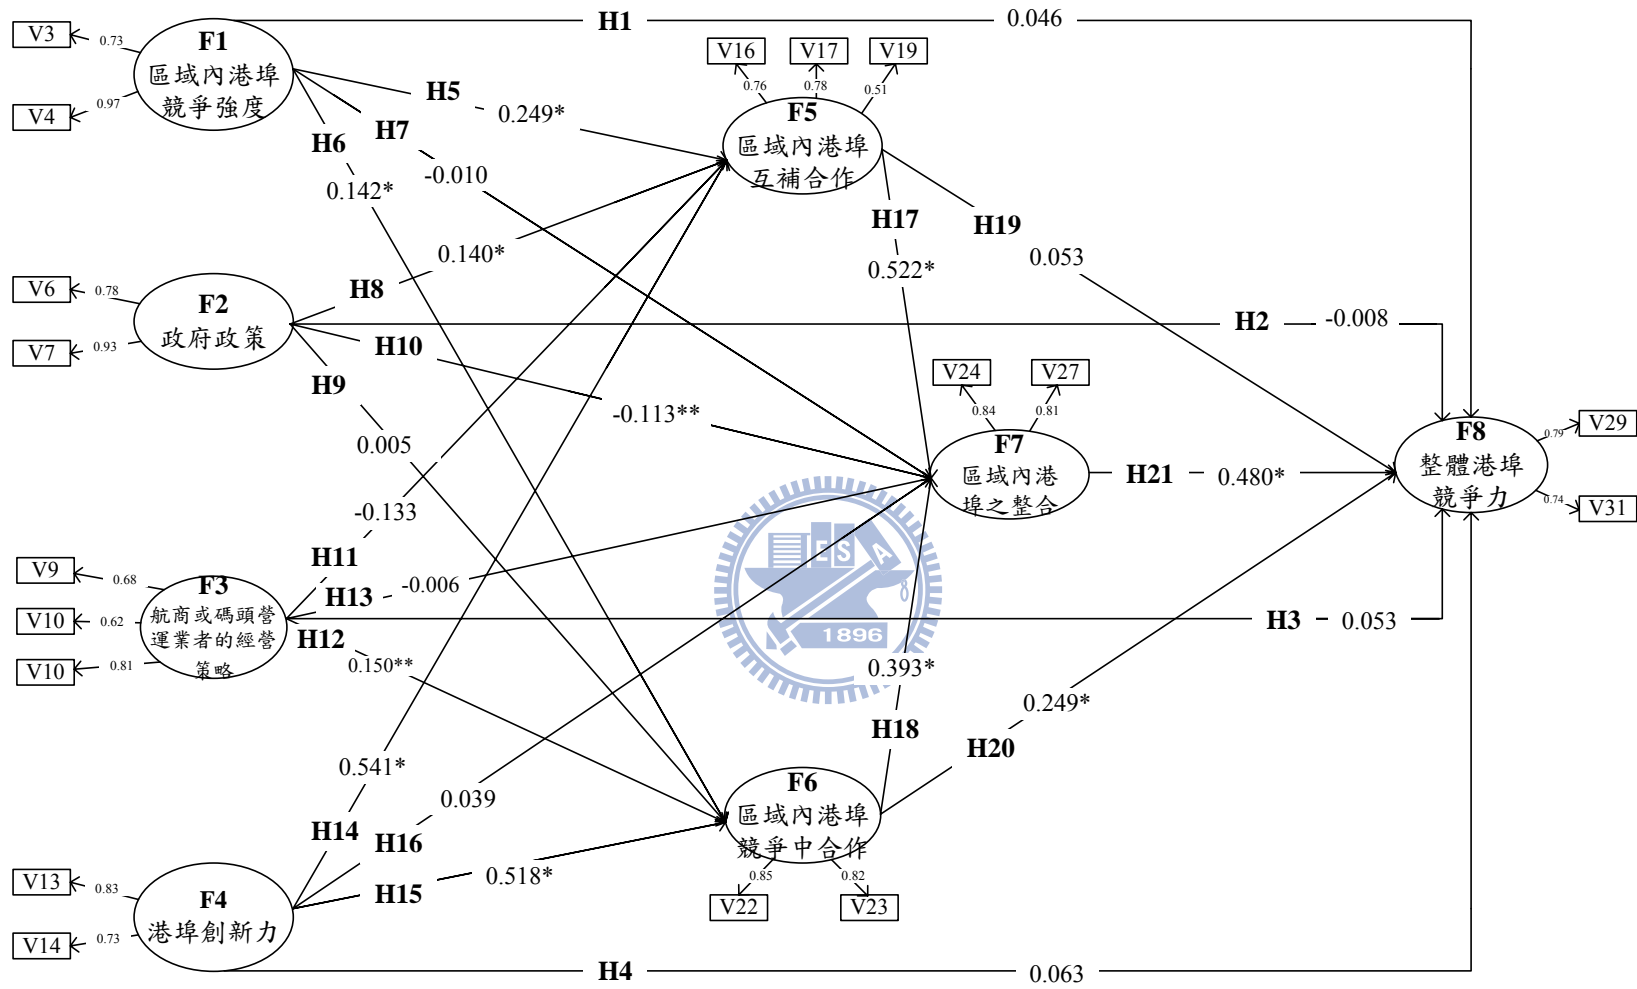 H1
0.046
V3
0.73
F1
區域內港埠
競爭強度
V4
0.97
V16
V17
V19
0.76
0.78
0.51
F5
區域內港埠
互補合作
H5
0.249*
H6
H7
0.142*
-0.010
H17
H19
0.522*
0.053
0.140*
H8
V6
0.78
F2
政府政策
V7
0.93
H2
-0.008
H10
H9
V24
V27
0.84
0.81
-0.113**
0.005
F7
區域內港
埠之整合
H21
0.480*
F8
整體港埠
競爭力
V29
0.79
V31
0.74
-0.133
E
S
A
1896
H11
H13
-0.006
H12
V9
0.68
F3
航商或碼頭營
運業者的經營
策略
V10
0.62
V10
0.81
H3
0.053
0.150**
0.393*
H18
0.249*
H20
0.541*
0.039
H14
H16
F6
區域內港埠
競爭中合作
0.85
0.82
V22
V23
H15
0.518*
V13
0.83
F4
港埠創新力
V14
0.73
H4
0.063